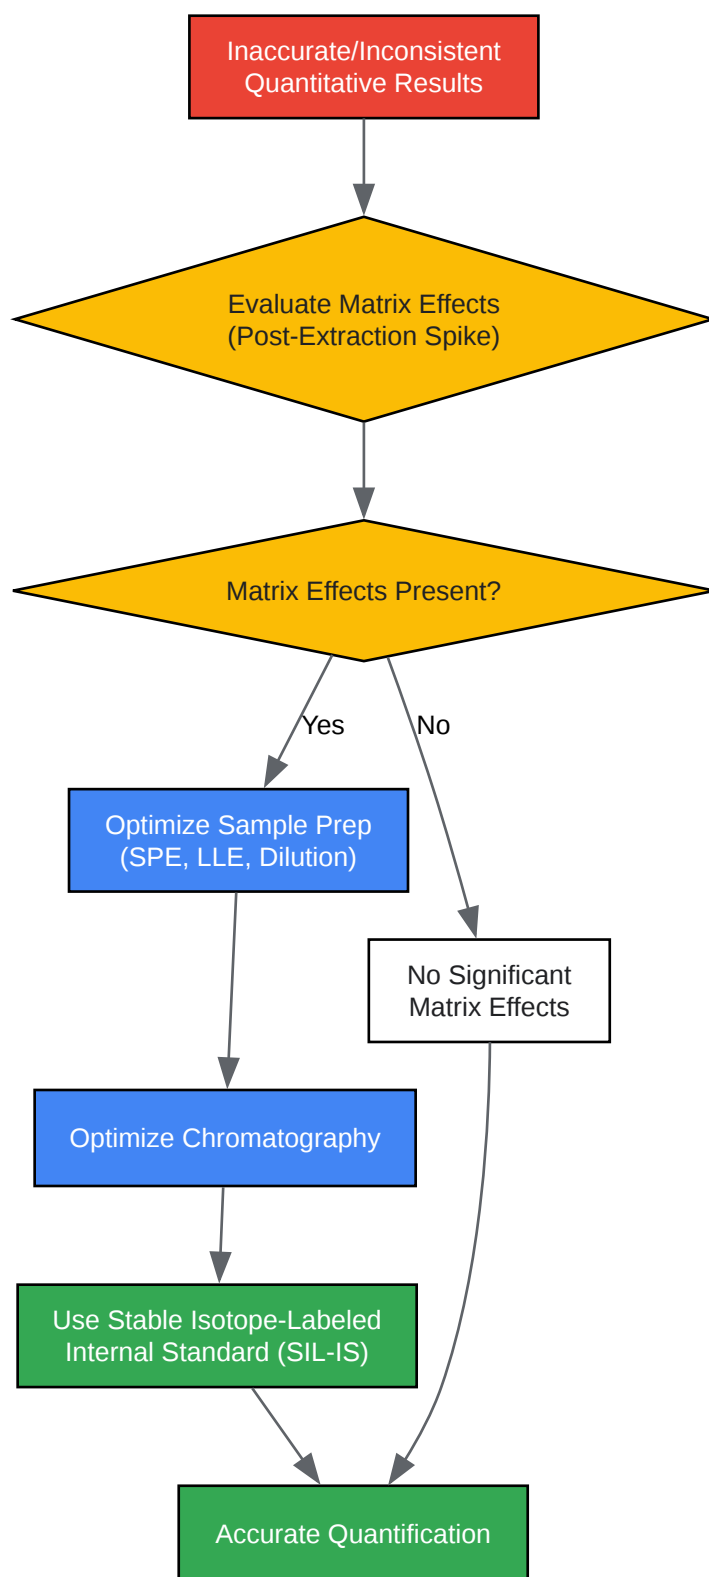 Inaccurate/Inconsistent
Quantitative Results
Evaluate Matrix Effects
(Post-Extraction Spike)
Matrix Effects Present?
Yes
No
Optimize Sample Prep
(SPE, LLE, Dilution)
No Significant
Matrix Effects
Optimize Chromatography
Use Stable Isotope-Labeled
Internal Standard (SIL-IS)
Accurate Quantification